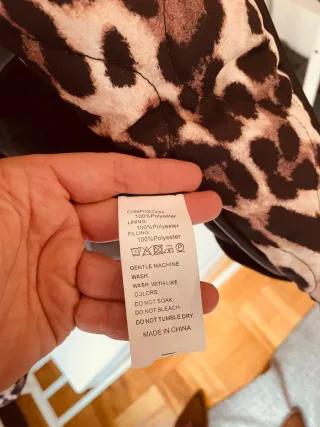 COMPOSITION:
100%Polyester
LINING:
100%Polyester
FILLING:
100%Polyester
GENTLE MACHINE
WASH.
WASH WITH LIKE
COLORS.
DO NOT SOAK.
DO NOT BLEACH.
DO NOT TUMBLE DRY.
MADE IN CHINA